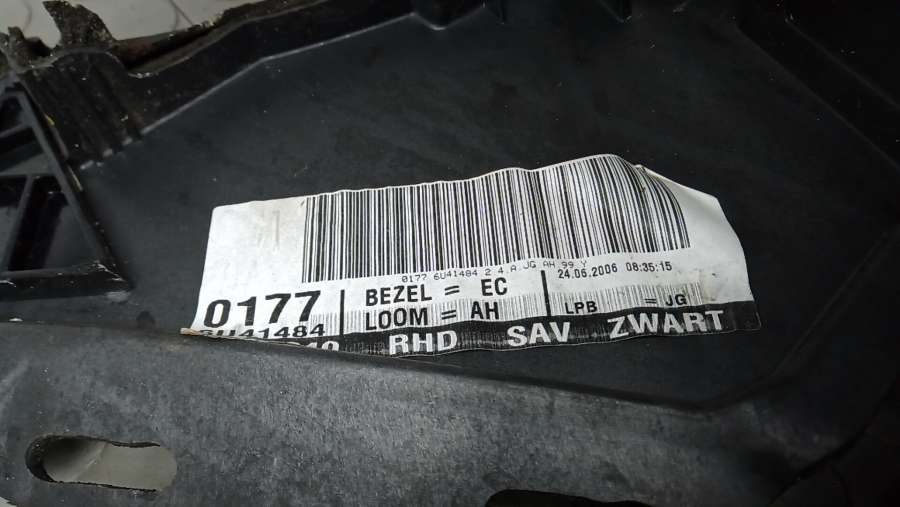 0177 6U41484 2 4.A.JG AH 99 Y
24.06.2006 08:35:15
0177
6U41484
BEZEL = EC
LOOM = AH
LPB = JG
RHD SAV ZWART